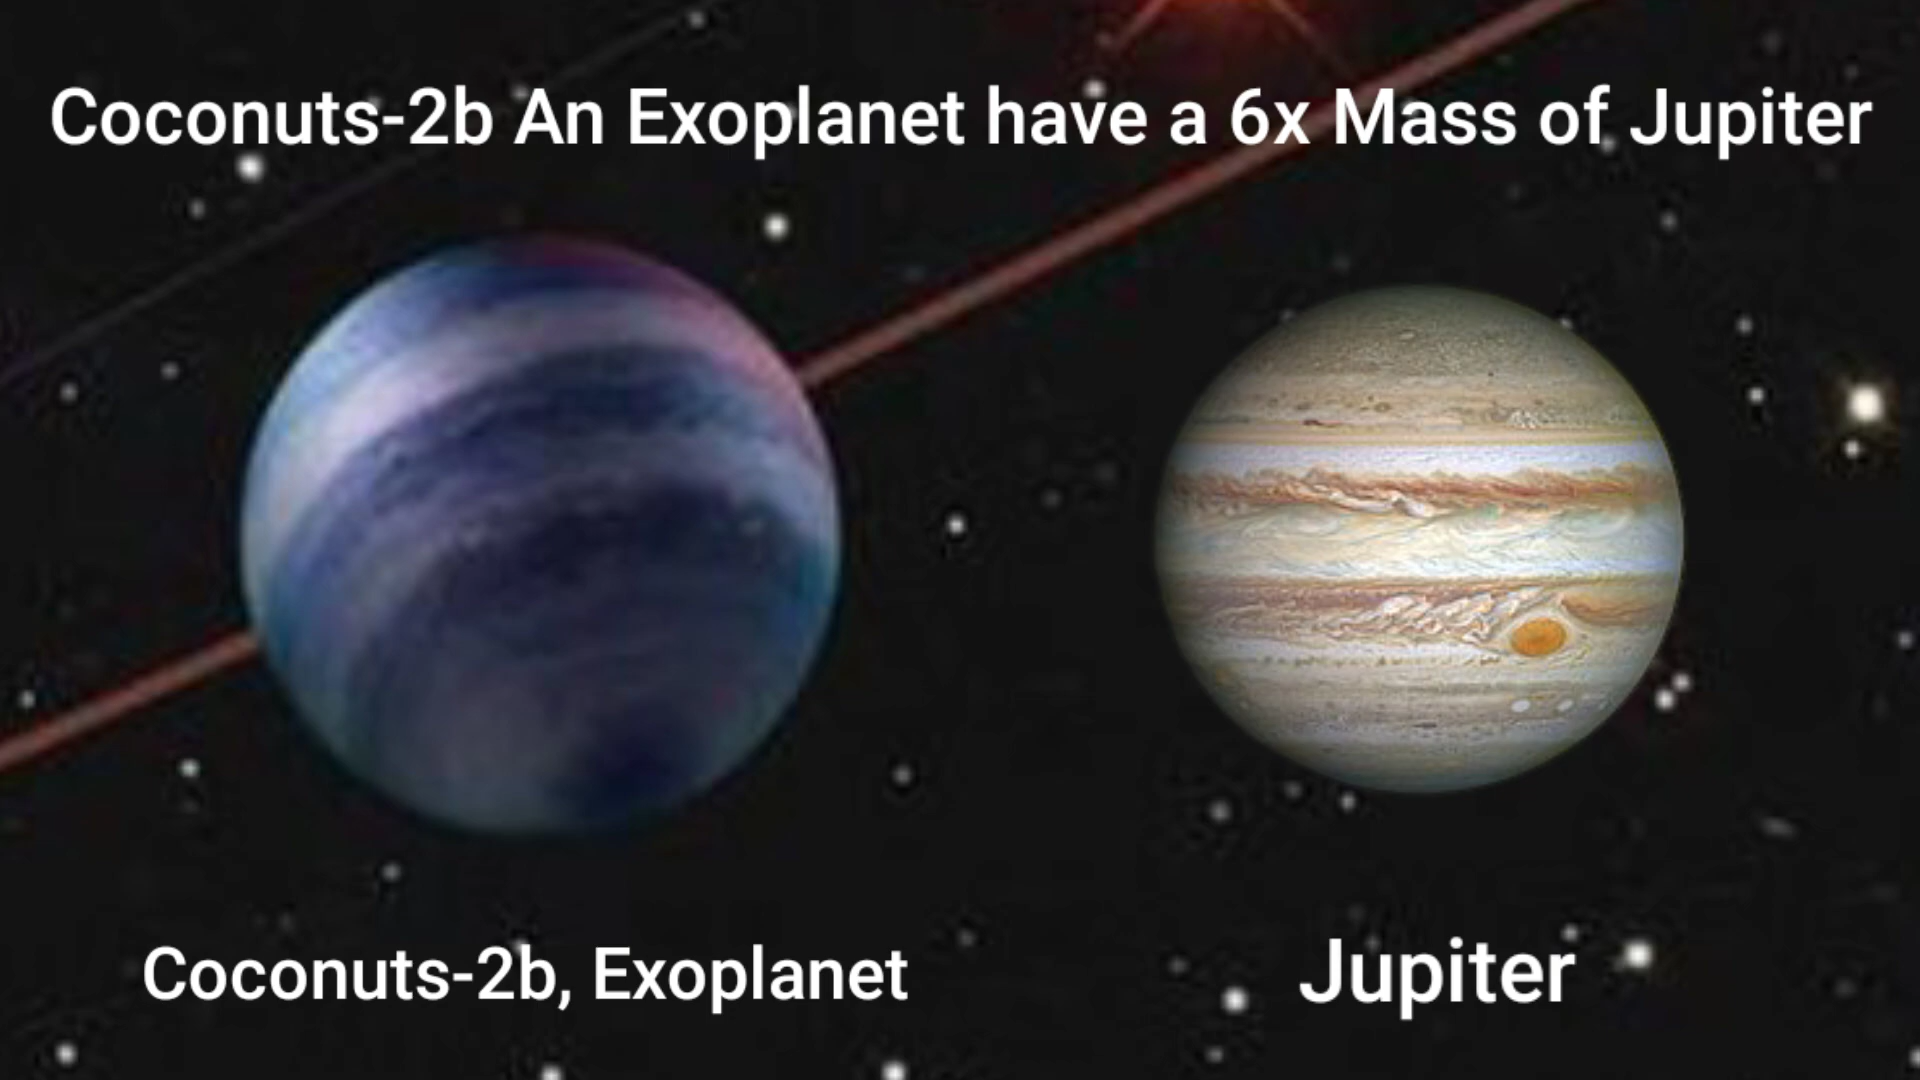 Coconuts-2b An Exoplanet have a 6x Mass of Jupiter
Coconuts-2b, Exoplanet
Jupiter